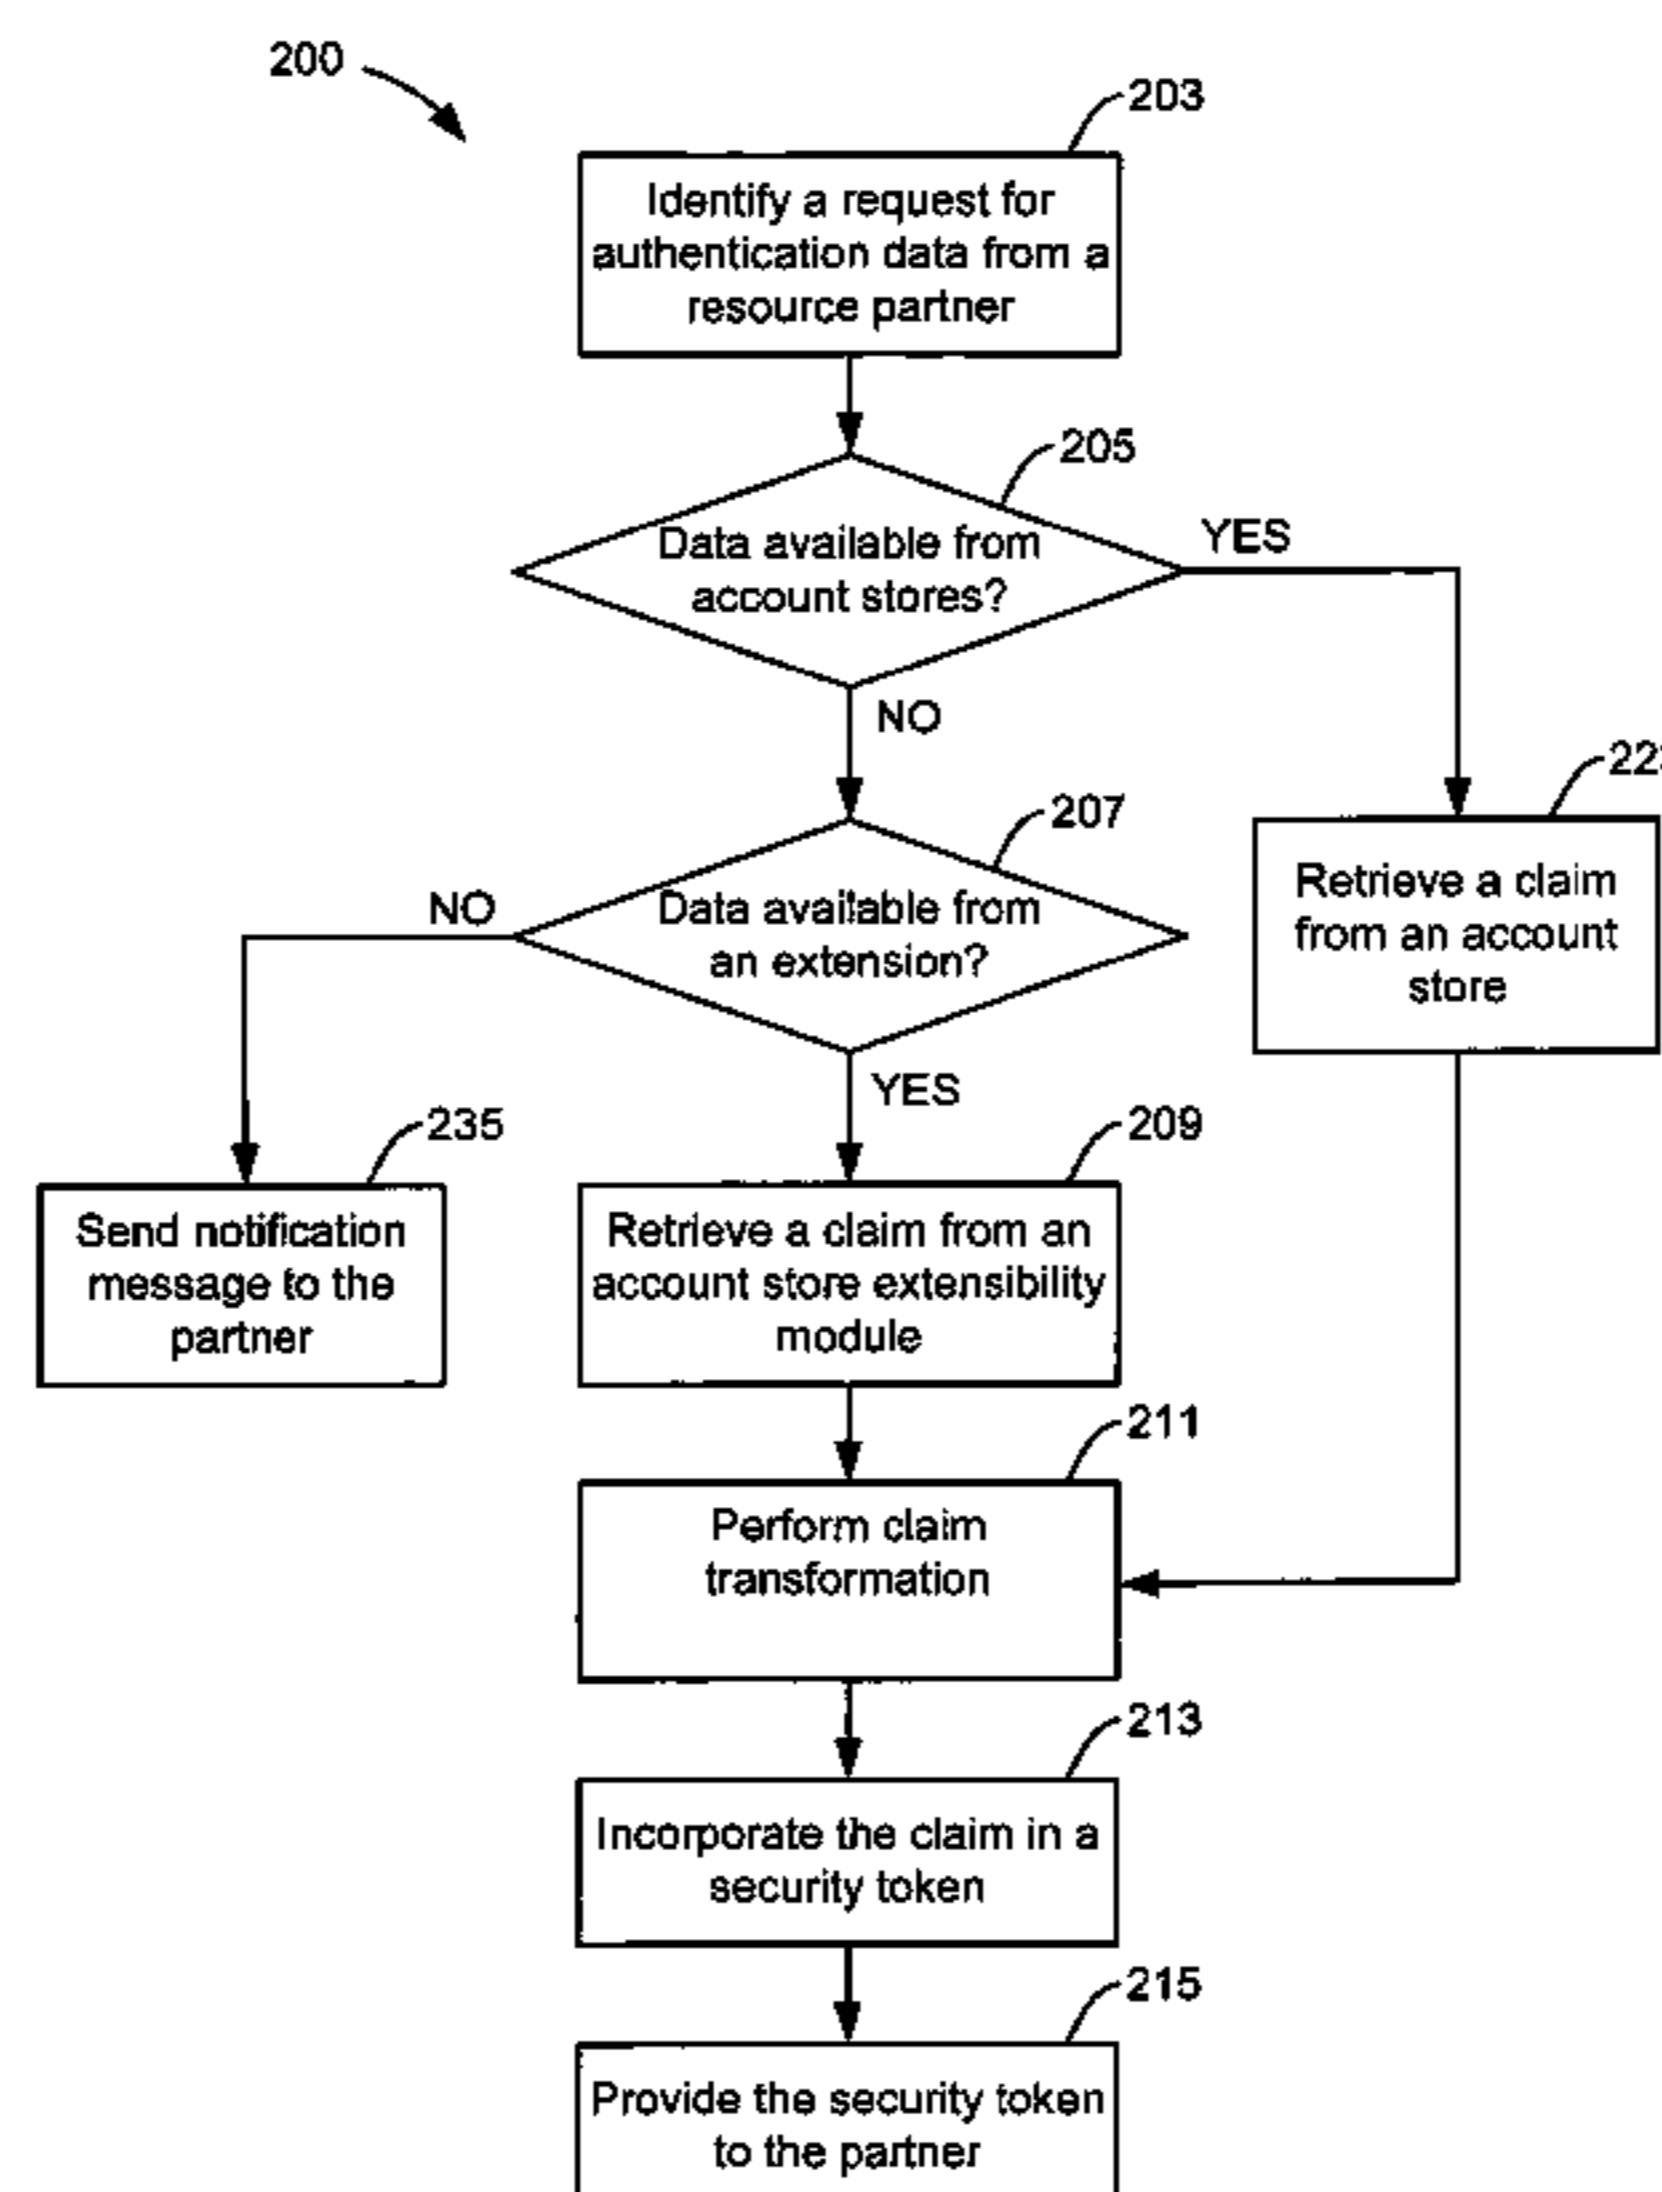 200
203
Identify a request for
authentication data from a
resource partner
205
Data available from
account stores?
YES
NO
207
Data available from
an extension?
NO
YES
Retrieve a claim
from an account
store
235
Send notification
message to the
partner
209
Retrieve a claim from an
account store extensibility
module
211
Perform claim
transformation
213
Incorporate the claim in a
security token
215
Provide the security token
to the partner